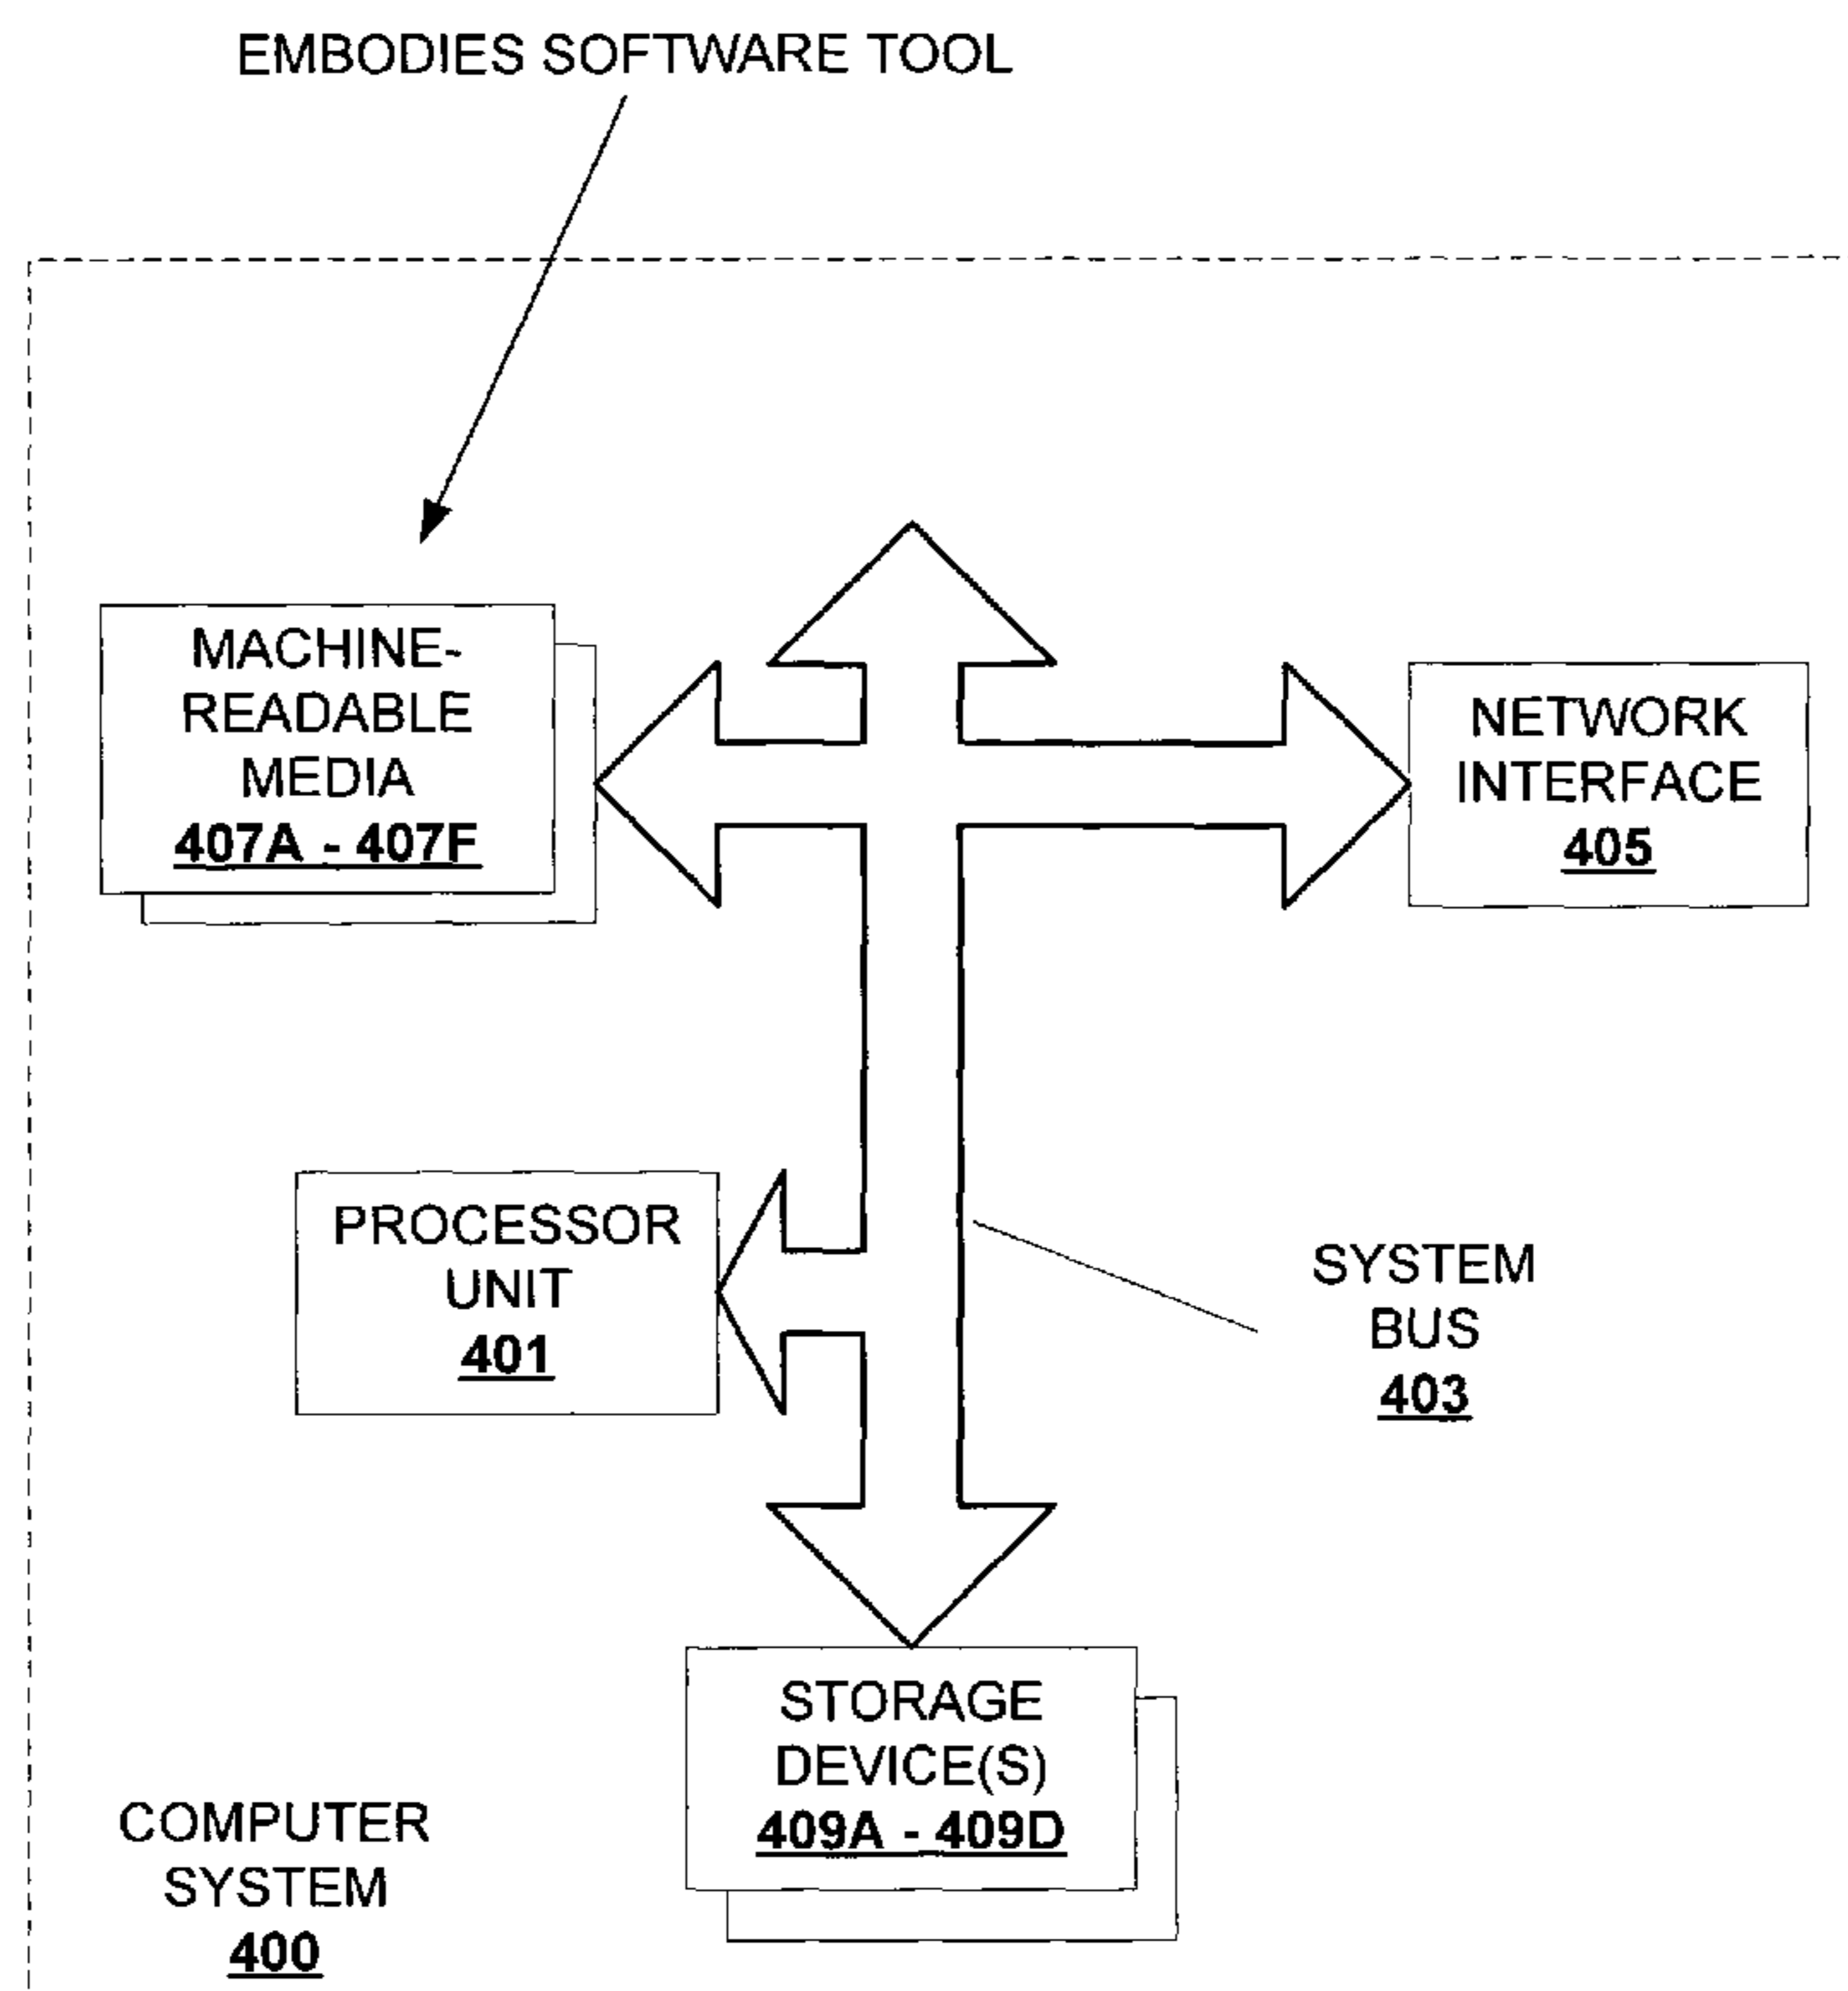 EMBODIES SOFTWARE TOOL
MACHINE-
READABLE
MEDIA
407A - 407F
NETWORK
INTERFACE
405
PROCESSOR
UNIT
401
SYSTEM
BUS
403
STORAGE
DEVICE(S)
409A - 409D
COMPUTER
SYSTEM
400